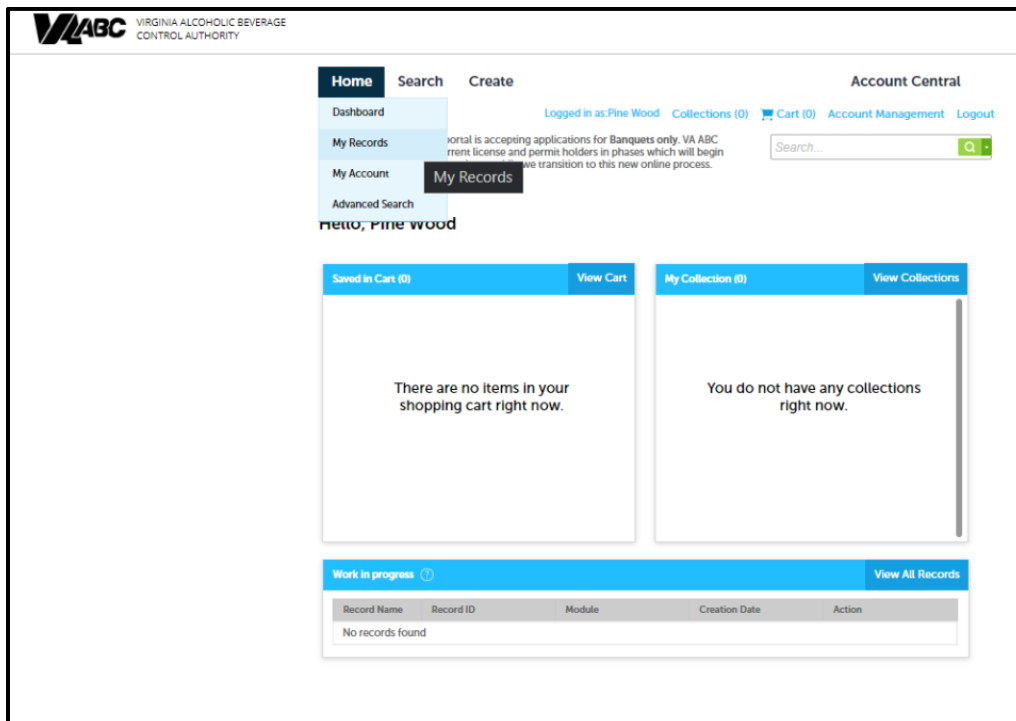 VA ABC VIRGINIA ALCOHOLIC BEVERAGE
CONTROL AUTHORITY
Home Search Create Account Central
Dashboard
Logged in as:Pine Wood Collections (0) Cart (0) Account Management Logout
My Records
portal is accepting applications for Banquets only. VA ABC
rrent license and permit holders in phases which will begin
we transition to this new online process.
Search...
My Account
My Records
Advanced Search
Hello, Pine Wood
Saved in Cart (0) View Cart
My Collection (0) View Collections
There are no items in your
shopping cart right now.
You do not have any collections
right now.
Work in progress ? View All Records
Record Name Record ID Module Creation Date Action
No records found